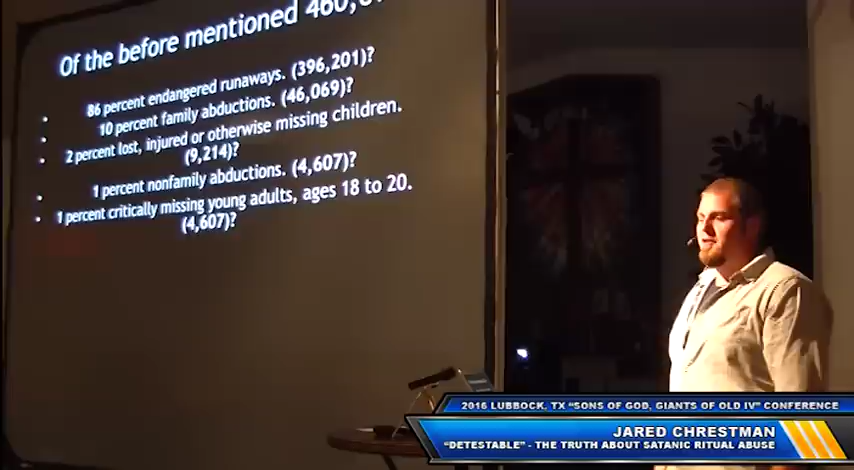 Of the before mentioned 460,
86 percent endangered runaways. (396,201)?
10 percent family abductions. (46,069)?
2 percent lost, injured or otherwise missing children.
(9,214)?
1 percent nonfamily abductions. (4,607)?
1 percent critically missing young adults, ages 18 to 20.
(4,607)?
2016 LUBBOCK, TX "SONS OF GOD, GIANTS OF OLD IV" CONFERENCE
JARED CHRESTMAN
"DETESTABLE" - THE TRUTH ABOUT SATANIC RITUAL ABUSE